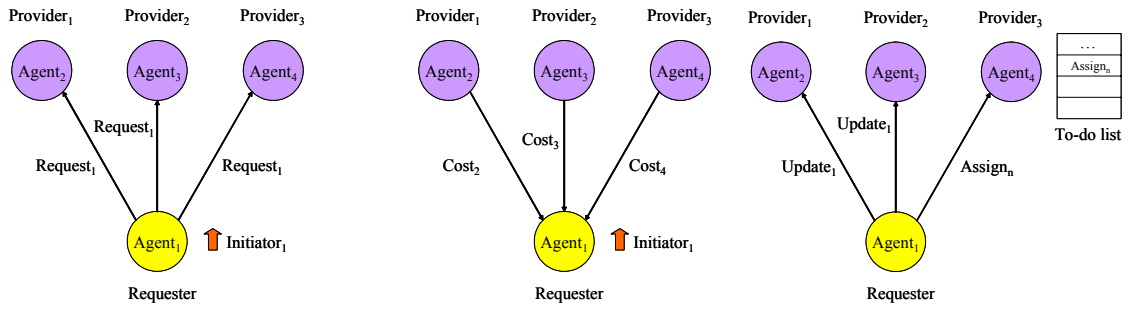 Provider₁ Provider₂ Provider₃
Agent₂ Agent₃ Agent₄
Request₁
Request₁ Request₁
Agent₁ Initiator₁
Requester
Provider₁ Provider₂ Provider₃
Agent₂ Agent₃ Agent₄
Cost₃
Cost₂ Cost₄
Agent₁ Initiator₁
Requester
Provider₁ Provider₂ Provider₃
Agent₂ Agent₃ Agent₄
Update₁
Update₁ Assignₙ
Agent₁
Requester
...
Assignₙ
To-do list